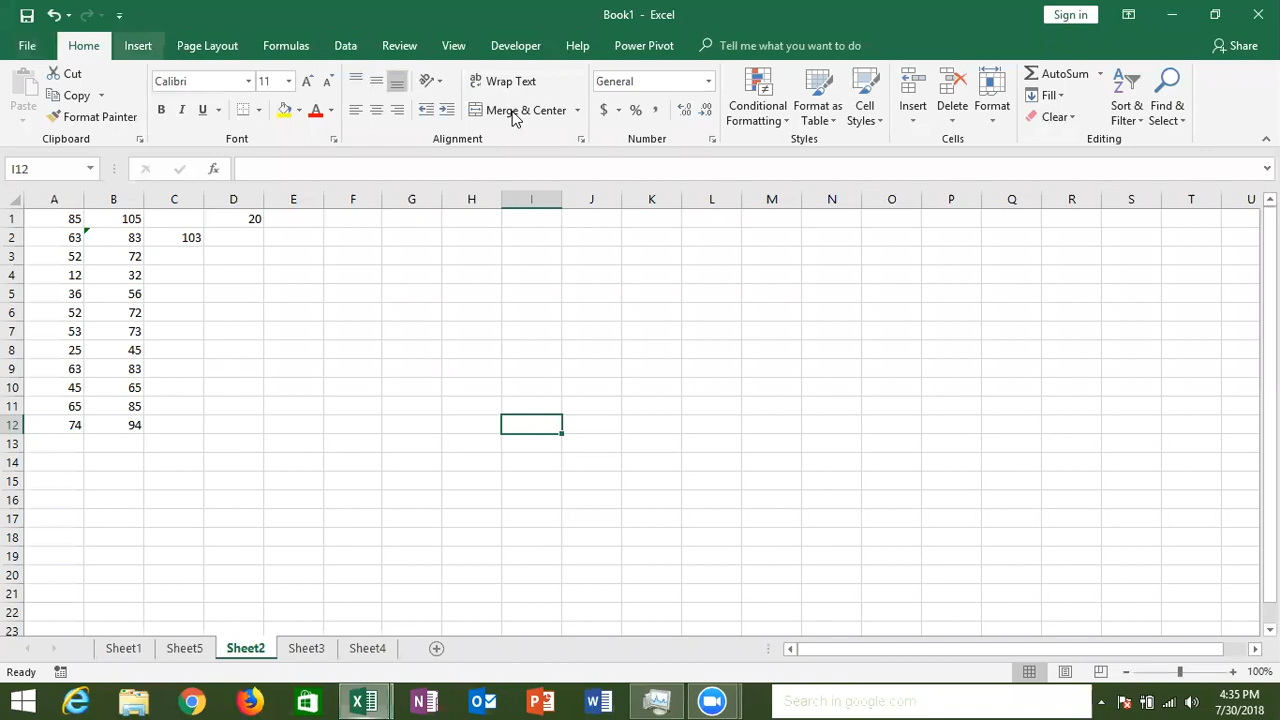 Book1 - Excel
Sign in
File Home Insert Page Layout Formulas Data Review View Developer Help Power Pivot Tell me what you want to do Share
Paste
Cut
Copy
Format Painter
Clipboard
Calibri 11
B I U
Font
ab Wrap Text
Merge & Center
Alignment
General
$ % ,
Number
Conditional Formatting
Format as Table
Cell Styles
Styles
Insert Delete Format
Cells
AutoSum
Fill
Clear
Sort & Filter
Find & Select
Editing
I12 fx
A B C D E F G H I J K L M N O P Q R S T U
1 85 105 20
2 63 83 103
3 52 72
4 12 32
5 36 56
6 52 72
7 53 73
8 25 45
9 63 83
10 45 65
11 65 85
12 74 94
13
14
15
16
17
18
19
20
21
22
23
Sheet1 Sheet5 Sheet2 Sheet3 Sheet4
Ready 100%
Search in google.com
4:35 PM
7/30/2018